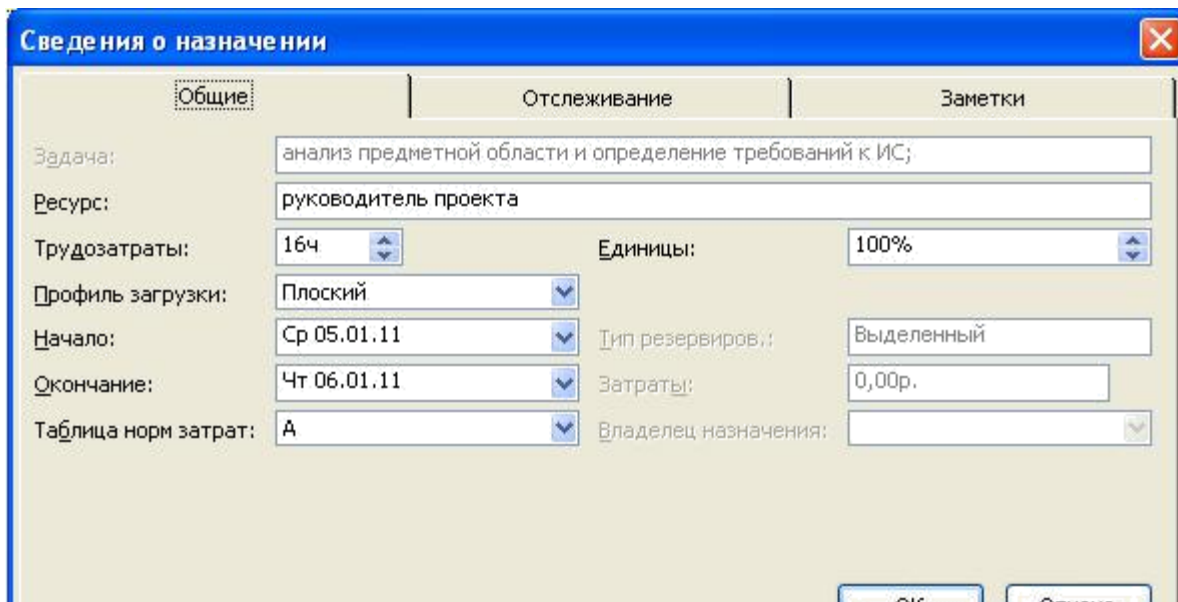 Сведения о назначении
Общие Отслеживание Заметки
Задача: анализ предметной области и определение требований к ИС;
Ресурс: руководитель проекта
Трудозатраты: 16ч Единицы: 100%
Профиль загрузки: Плоский
Начало: Ср 05.01.11 Тип резервиров.: Выделенный
Окончание: Чт 06.01.11 Затраты: 0,00р.
Таблица норм затрат: А Владелец назначения: